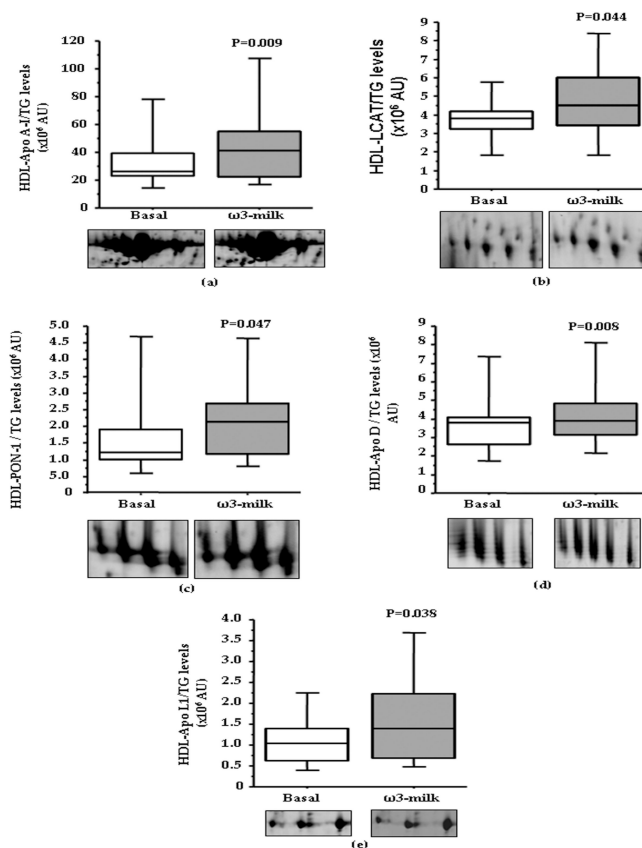 P=0.009
HDL-Apo A-I/TG levels
(x10⁶ AU)
120
100
80
60
40
20
0
Basal
ω3-milk
(a)
P=0.044
HDL-LCAT/TG levels
(x10⁶ AU)
9
8
7
6
5
4
3
2
1
0
Basal
ω3-milk
(b)
P=0.047
HDL-PON-1 / TG levels (x10⁶ AU)
5.0
4.5
4.0
3.5
3.0
2.5
2.0
1.5
1.0
5.0
0
Basal
ω3-milk
(c)
P=0.008
HDL-Apo D / TG levels (x10⁶
AU)
9
8
7
6
5
4
3
2
1
0
Basal
ω3-milk
(d)
P=0.038
HDL-Apo L1/TG levels
(x10⁶ AU)
4.0
3.5
3.0
2.5
1.5
1.0
0.5
0
Basal
ω3-milk
(e)